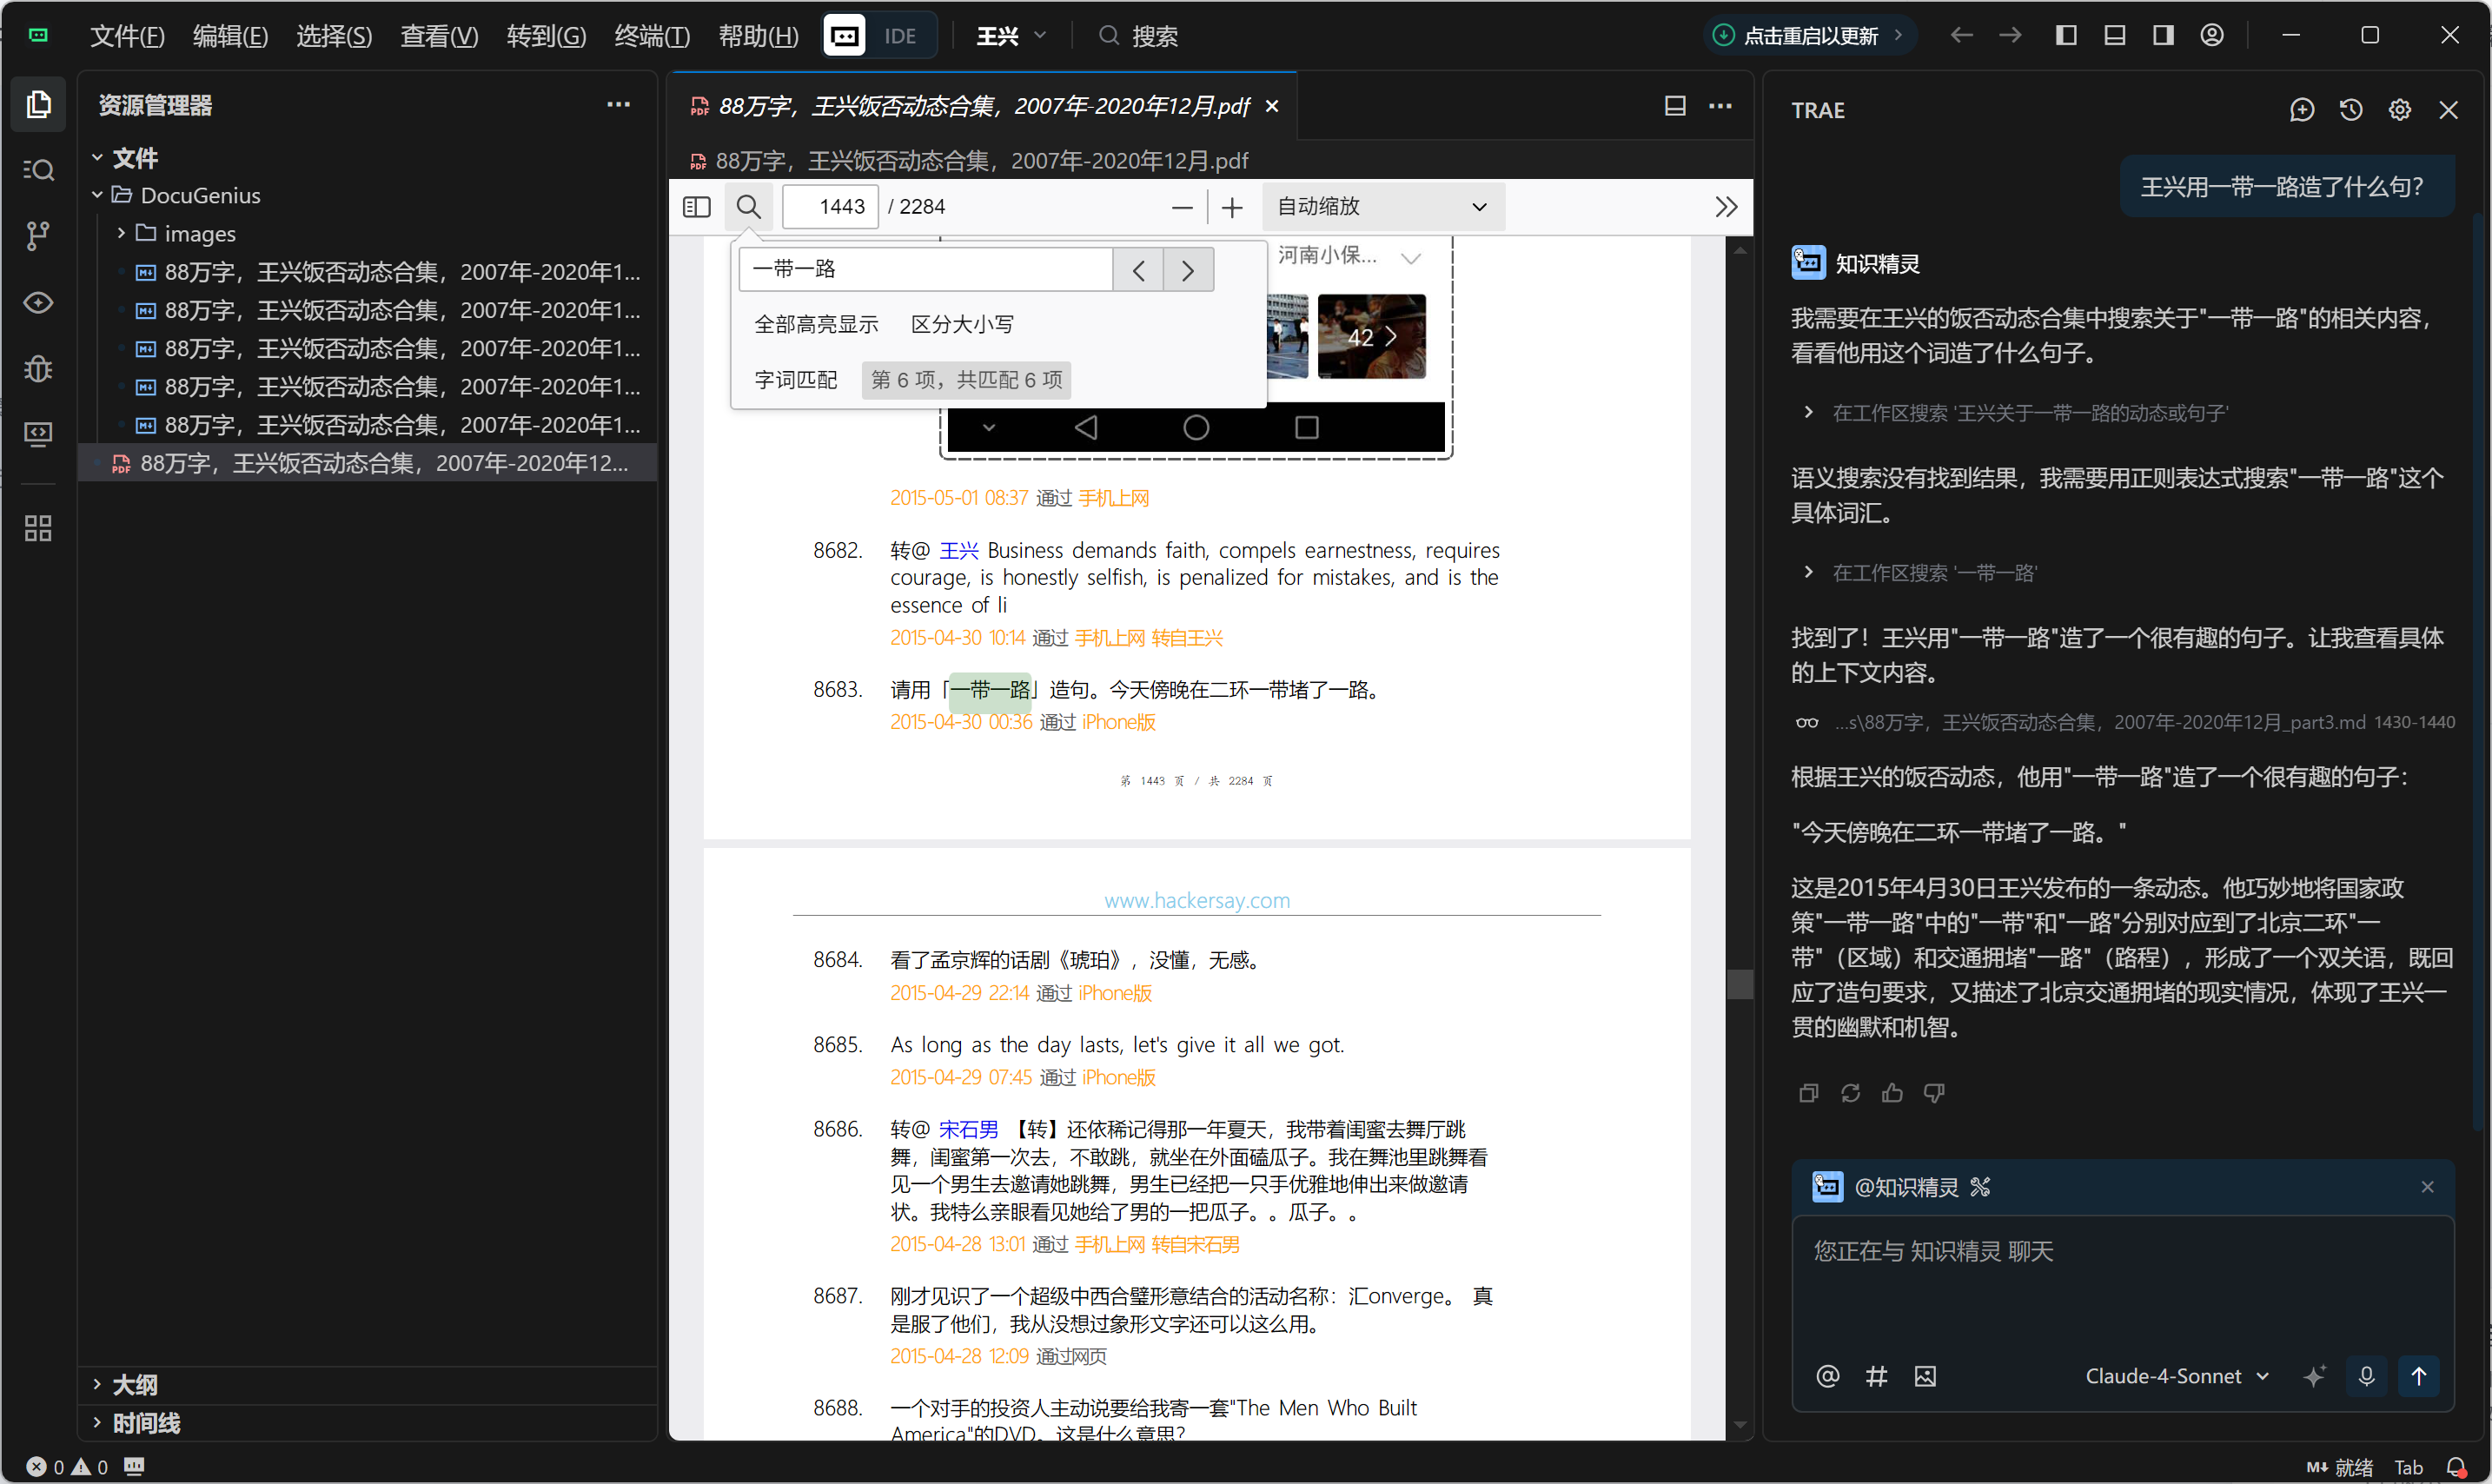 文件(F) 编辑(E) 选择(S) 查看(V) 转到(G) 终端(T) 帮助(H) IDE 王兴 搜索 点击重启以更新
资源管理器
文件
DocuGenius
images
88万字，王兴饭否动态合集，2007年-2020年1...
88万字，王兴饭否动态合集，2007年-2020年1...
88万字，王兴饭否动态合集，2007年-2020年1...
88万字，王兴饭否动态合集，2007年-2020年1...
88万字，王兴饭否动态合集，2007年-2020年1...
88万字，王兴饭否动态合集，2007年-2020年12...
大纲
时间线
88万字，王兴饭否动态合集，2007年-2020年12月.pdf
88万字，王兴饭否动态合集，2007年-2020年12月.pdf
1443 / 2284 自动缩放
一带一路
全部高亮显示 区分大小写
字词匹配 第 6 项，共匹配 6 项
河南小保...
42
2015-05-01 08:37 通过 手机上网
8682. 转@ 王兴 Business demands faith, compels earnestness, requires
courage, is honestly selfish, is penalized for mistakes, and is the
essence of li
2015-04-30 10:14 通过 手机上网 转自王兴
8683. 请用「一带一路」造句。今天傍晚在二环一带堵了一路。
2015-04-30 00:36 通过 iPhone版
第 1443 页 / 共 2284 页
www.hackersay.com
8684. 看了孟京辉的话剧《琥珀》，没懂，无感。
2015-04-29 22:14 通过 iPhone版
8685. As long as the day lasts, let's give it all we got.
2015-04-29 07:45 通过 iPhone版
8686. 转@ 宋石男 【转】还依稀记得那一年夏天，我带着闺蜜去舞厅跳
舞，闺蜜第一次去，不敢跳，就坐在外面磕瓜子。我在舞池里跳舞看
见一个男生去邀请她跳舞，男生已经把一只手优雅地伸出来做邀请
状。我特么亲眼看见她给了男的一把瓜子。。瓜子。。
2015-04-28 13:01 通过 手机上网 转自宋石男
8687. 刚才见识了一个超级中西合璧形意结合的活动名称：汇onverge。 真
是服了他们，我从没想过象形文字还可以这么用。
2015-04-28 12:09 通过网页
8688. 一个对手的投资人主动说要给我寄一套"The Men Who Built
America"的DVD。这是什么意思？
TRAE
王兴用一带一路造了什么句？
知识精灵
我需要在王兴的饭否动态合集中搜索关于"一带一路"的相关内容，
看看他用这个词造了什么句子。
在工作区搜索 '王兴关于一带一路的动态或句子'
语义搜索没有找到结果，我需要用正则表达式搜索"一带一路"这个
具体词汇。
在工作区搜索 '一带一路'
找到了！王兴用"一带一路"造了一个很有趣的句子。让我查看具体
的上下文内容。
...s\88万字，王兴饭否动态合集，2007年-2020年12月_part3.md 1430-1440
根据王兴的饭否动态，他用"一带一路"造了一个很有趣的句子：
"今天傍晚在二环一带堵了一路。"
这是2015年4月30日王兴发布的一条动态。他巧妙地将国家政
策"一带一路"中的"一带"和"一路"分别对应到了北京二环"一
带"（区域）和交通拥堵"一路"（路程），形成了一个双关语，既回
应了造句要求，又描述了北京交通拥堵的现实情况，体现了王兴一
贯的幽默和机智。
@知识精灵
您正在与 知识精灵 聊天
Claude-4-Sonnet
0 0 就绪 Tab